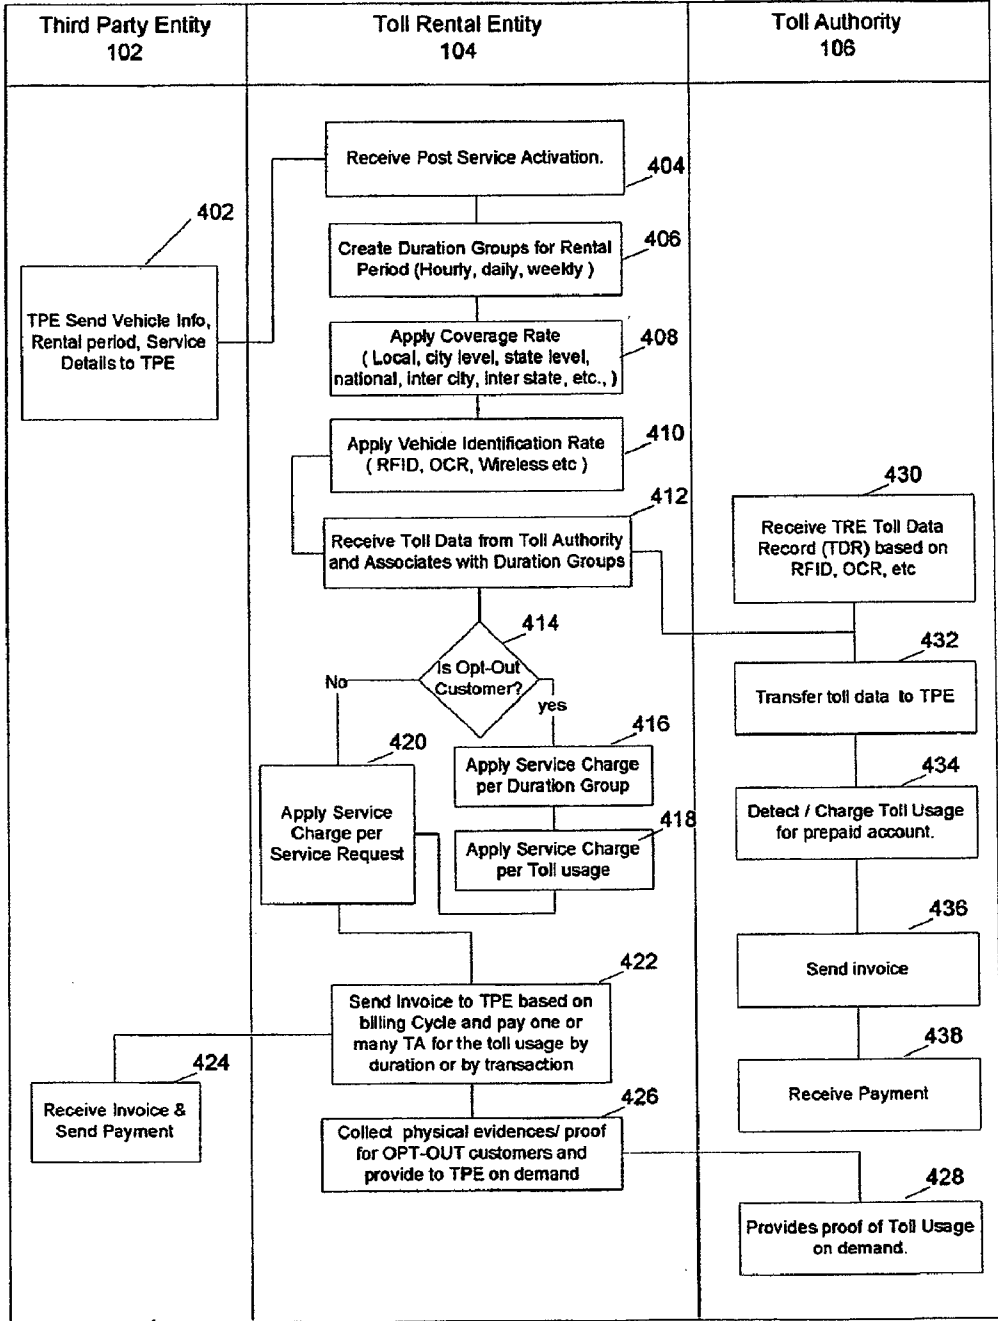 Third Party Entity
102
Toll Rental Entity
104
Toll Authority
106
Receive Post Service Activation.
404
402
Create Duration Groups for Rental
Period (Hourly, daily, weekly )
406
TPE Send Vehicle Info,
Rental period, Service
Details to TPE
Apply Coverage Rate
( Local, city level, state level,
national, inter city, inter state, etc., )
408
Apply Vehicle Identification Rate
( RFID, OCR, Wireless etc )
410
412
Receive Toll Data from Toll Authority
and Associates with Duration Groups
430
Receive TRE Toll Data
Record (TDR) based on
RFID, OCR, etc
414
Is Opt-Out
Customer?
No
yes
432
Transfer toll data to TPE
416
Apply Service Charge
per Duration Group
420
Apply Service
Charge per
Service Request
418
Apply Service Charge
per Toll usage
434
Detect / Charge Toll Usage
for prepaid account.
436
Send invoice
422
Send Invoice to TPE based on
billing Cycle and pay one or
many TA for the toll usage by
duration or by transaction
424
Receive Invoice &
Send Payment
438
Receive Payment
426
Collect physical evidences/ proof
for OPT-OUT customers and
provide to TPE on demand
428
Provides proof of Toll Usage
on demand.